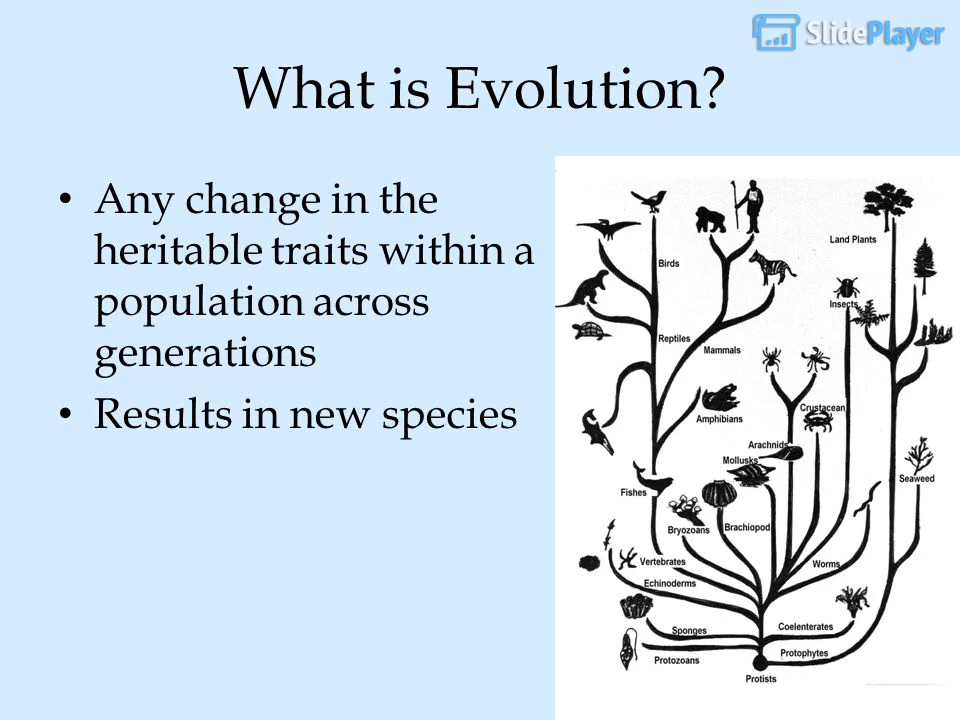 SlidePlayer
What is Evolution?
• Any change in the
heritable traits within a
population across
generations
• Results in new species
Land Plants
Birds
Insects
Reptiles
Mammals
Crustacean
Amphibians
Arachnids
Mollusks
Seaweed
Fishes
Bryozoans
Brachiopod
Vertebrates
Worms
Echinoderms
Coelenterates
Sponges
Protophytes
Protozoans
Protists